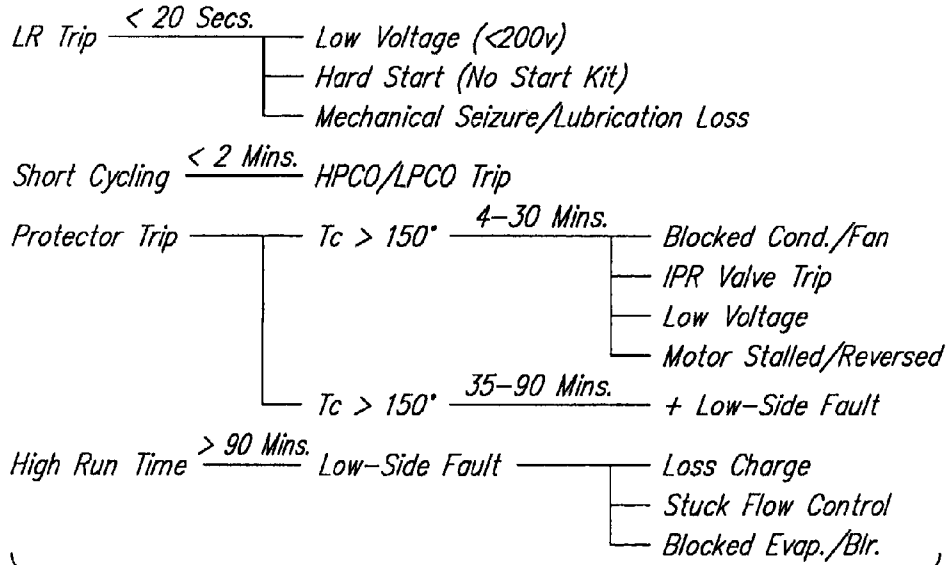 < 20 Secs.
LR Trip Low Voltage (<200v)
Hard Start (No Start Kit)
Mechanical Seizure/Lubrication Loss
< 2 Mins.
Short Cycling HPCO/LPCO Trip
4-30 Mins.
Protector Trip Tc > 150° Blocked Cond./Fan
IPR Valve Trip
Low Voltage
Motor Stalled/Reversed
35-90 Mins.
Tc > 150° + Low-Side Fault
> 90 Mins.
High Run Time Low-Side Fault Loss Charge
Stuck Flow Control
Blocked Evap./Blr.